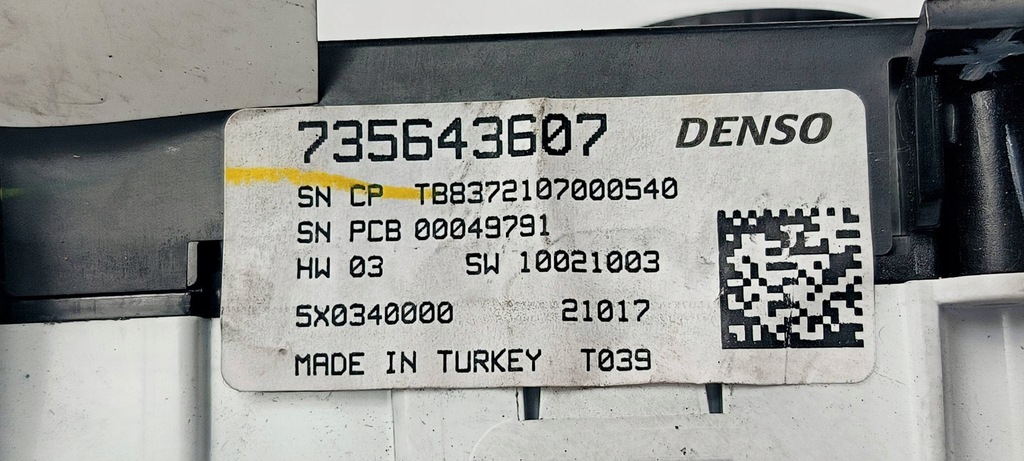 735643607 DENSO
SN CP TB8372107000540
SN PCB 00049791
HW 03 SW 10021003
5X0340000 21017
MADE IN TURKEY T039